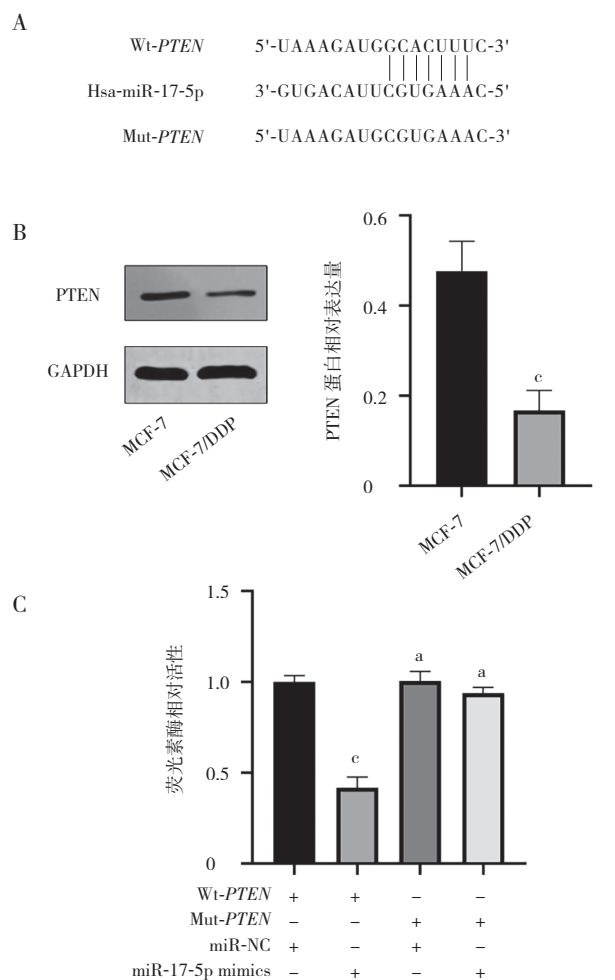 A
Wt-PTEN 5'-UAAAGAUGGCACUUUC-3'
Hsa-miR-17-5p 3'-GUGACAUUCGUGAAAC-5'
Mut-PTEN 5'-UAAAGAUGCGUGAAAC-3'
B
PTEN
GAPDH
MCF-7
MCF-7/DDP
PTEN 蛋白相对表达量
0.6
0.4
0.2
0
c
MCF-7
MCF-7/DDP
C
荧光素酶相对活性
1.5
1.0
0.5
0
c
a
a
Wt-PTEN + + − −
Mut-PTEN − − + +
miR-NC + − + −
miR-17-5p mimics − + − +